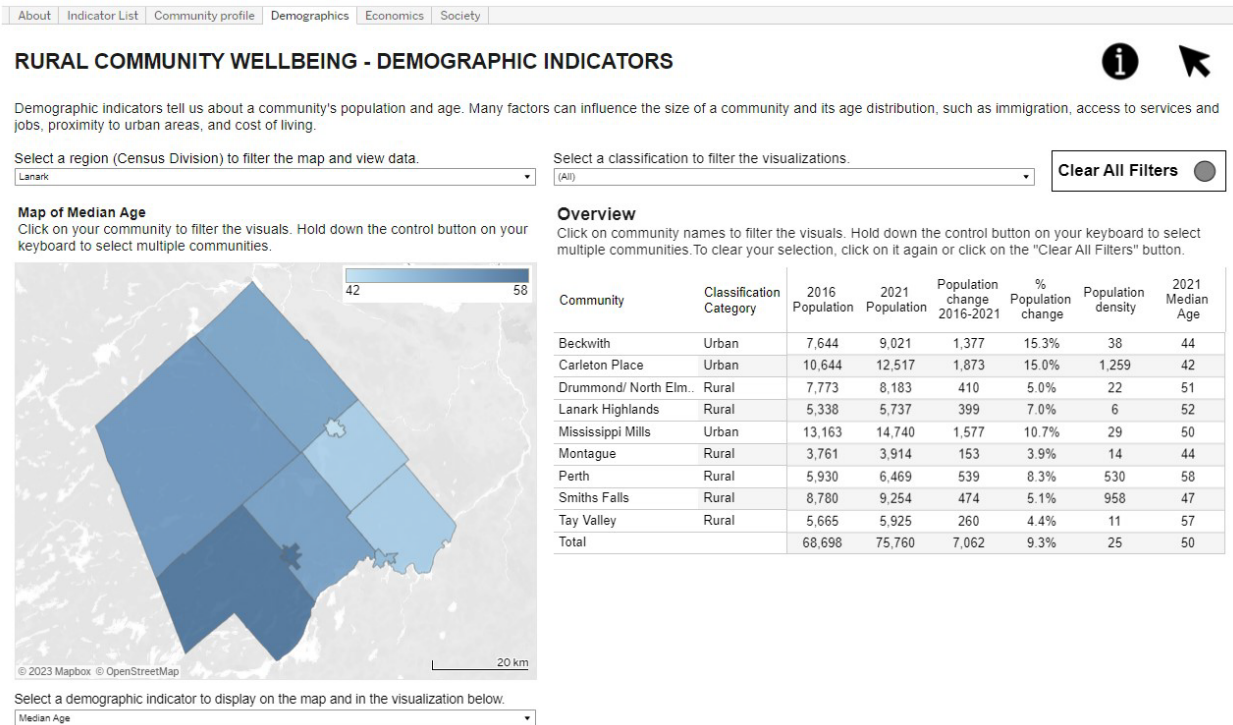 About Indicator List Community profile Demographics Economics Society
RURAL COMMUNITY WELLBEING - DEMOGRAPHIC INDICATORS
Demographic indicators tell us about a community's population and age. Many factors can influence the size of a community and its age distribution, such as immigration, access to services and
jobs, proximity to urban areas, and cost of living.
Select a region (Census Division) to filter the map and view data.
Lanark
Select a classification to filter the visualizations.
(All)
Clear All Filters
Map of Median Age
Click on your community to filter the visuals. Hold down the control button on your
keyboard to select multiple communities.
42 58
20 km
© 2023 Mapbox © OpenStreetMap
Select a demographic indicator to display on the map and in the visualization below.
Median Age
Overview
Click on community names to filter the visuals. Hold down the control button on your keyboard to select
multiple communities.To clear your selection, click on it again or click on the "Clear All Filters" button.
Community Classification Category 2016 Population 2021 Population Population change 2016-2021 % Population change Population density 2021 Median Age
Beckwith Urban 7,644 9,021 1,377 15.3% 38 44
Carleton Place Urban 10,644 12,517 1,873 15.0% 1,259 42
Drummond/ North Elm.. Rural 7,773 8,183 410 5.0% 22 51
Lanark Highlands Rural 5,338 5,737 399 7.0% 6 52
Mississippi Mills Urban 13,163 14,740 1,577 10.7% 29 50
Montague Rural 3,761 3,914 153 3.9% 14 44
Perth Rural 5,930 6,469 539 8.3% 530 58
Smiths Falls Rural 8,780 9,254 474 5.1% 958 47
Tay Valley Rural 5,665 5,925 260 4.4% 11 57
Total 68,698 75,760 7,062 9.3% 25 50